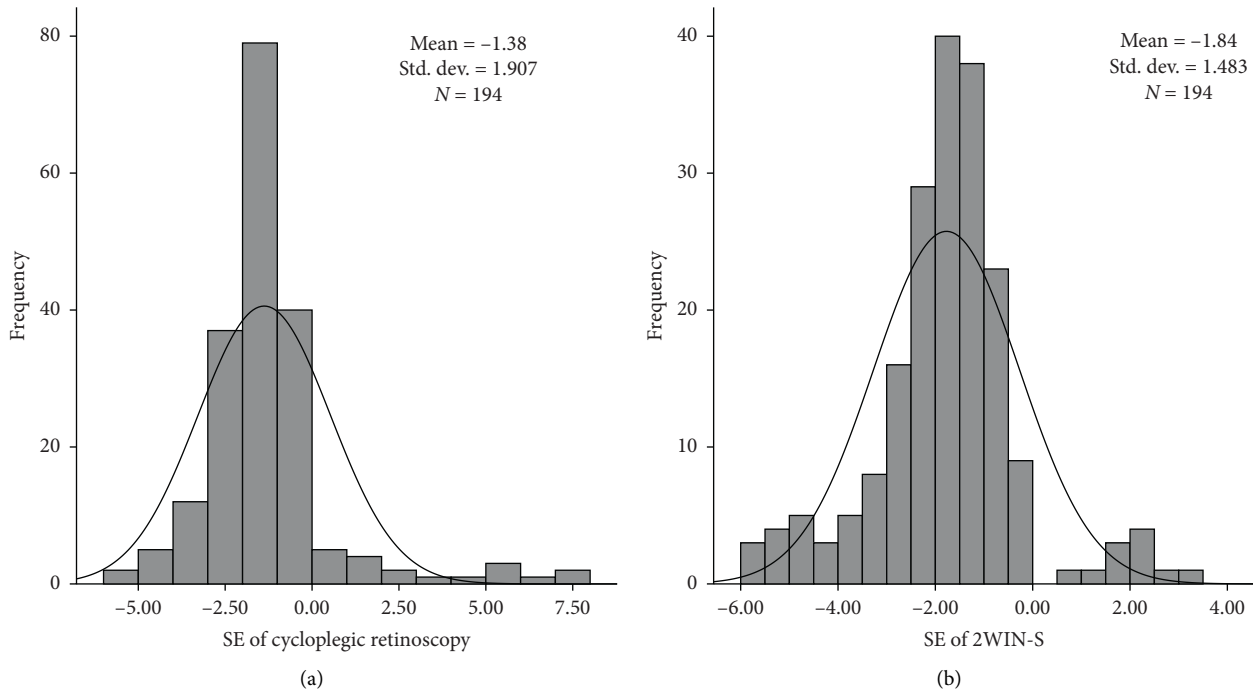 80
60
40
20
0
Frequency
Mean = –1.38
Std. dev. = 1.907
N = 194
–5.00
–2.50
0.00
2.50
5.00
7.50
SE of cycloplegic retinoscopy
(a)
40
30
20
10
0
Frequency
Mean = –1.84
Std. dev. = 1.483
N = 194
–6.00
–4.00
–2.00
0.00
2.00
4.00
SE of 2WIN-S
(b)